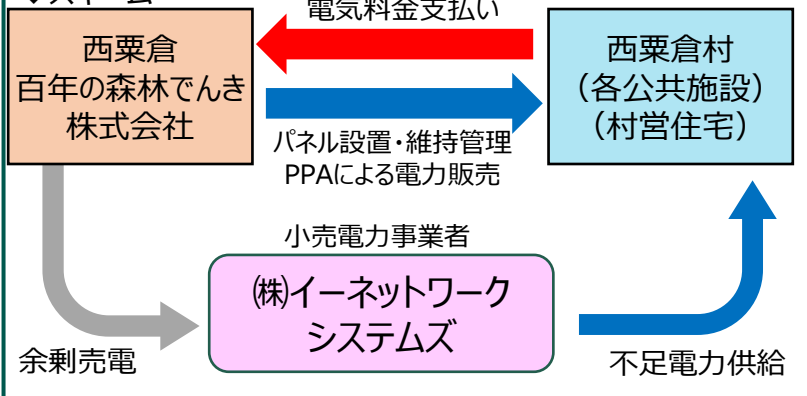 電気料金支払い
西粟倉
百年の森林でんき
株式会社
西粟倉村
（各公共施設）
（村営住宅）
パネル設置・維持管理
PPAによる電力販売
小売電力事業者
㈱イーネットワーク
システムズ
余剰売電
不足電力供給